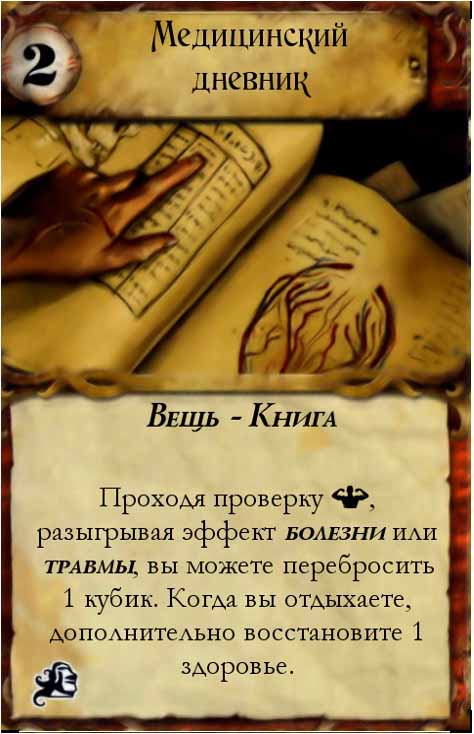 2
Медицинский
дневник
Вещь - Книга
Проходя проверку ,
разыгрывая эффект БОЛЕЗНИ или
ТРАВМЫ, вы можете перебросить
1 кубик. Когда вы отдыхаете,
дополнительно восстановите 1
здоровье.